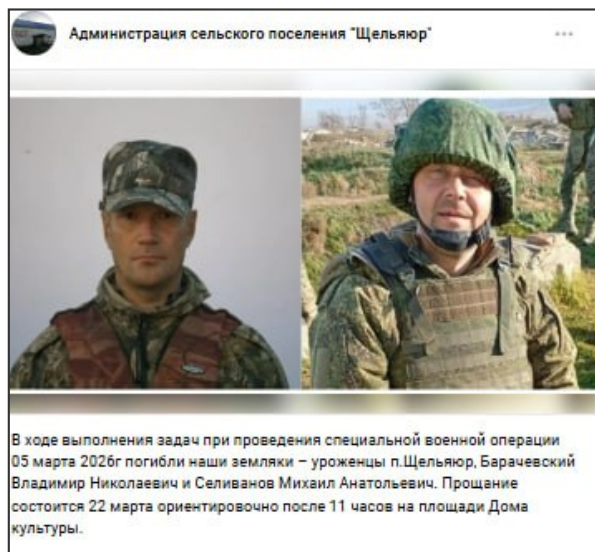 Администрация сельского поселения "Щельяюр"
В ходе выполнения задач при проведения специальной военной операции
05 марта 2026г погибли наши земляки – уроженцы п.Щельяюр, Барачевский
Владимир Николаевич и Селиванов Михаил Анатольевич. Прощание
состоится 22 марта ориентировочно после 11 часов на площади Дома
культуры.